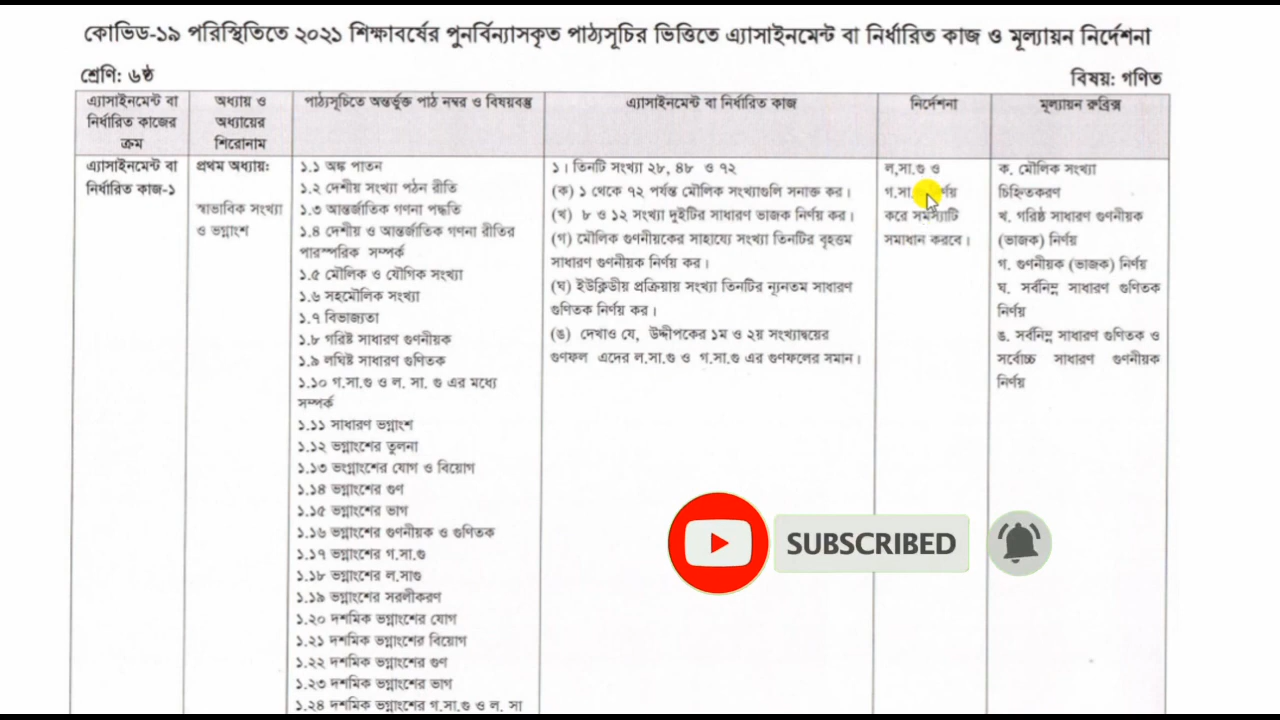 কোভিড-১৯ পরিস্থিতিতে ২০২১ শিক্ষাবর্ষের পুনর্বিন্যাসকৃত পাঠ্যসূচির ভিত্তিতে এ্যাসাইনমেন্ট বা নির্ধারিত কাজ ও মূল্যায়ন নির্দেশনা
শ্রেণি: ৬ষ্ঠ
বিষয়: গণিত
এ্যাসাইনমেন্ট বা
নির্ধারিত কাজের
ক্রম
অধ্যায় ও
অধ্যায়ের
শিরোনাম
পাঠ্যসূচিতে অন্তর্ভুক্ত পাঠ নম্বর ও বিষয়বস্তু
এ্যাসাইনমেন্ট বা নির্ধারিত কাজ
নির্দেশনা
মূল্যায়ন রুব্রিক্স
এ্যাসাইনমেন্ট বা
নির্ধারিত কাজ-১
প্রথম অধ্যায়:
স্বাভাবিক সংখ্যা
ও ভগ্নাংশ
১.১ অঙ্ক পাতন
১.২ দেশীয় সংখ্যা পঠন রীতি
১.৩ আন্তর্জাতিক গণনা পদ্ধতি
১.৪ দেশীয় ও আন্তর্জাতিক গণনা রীতির
পারস্পরিক সম্পর্ক
১.৫ মৌলিক ও যৌগিক সংখ্যা
১.৬ সহমৌলিক সংখ্যা
১.৭ বিভাজ্যতা
১.৮ গরিষ্ট সাধারণ গুণনীয়ক
১.৯ লঘিষ্ট সাধারণ গুণিতক
১.১০ গ.সা.গু ও ল. সা. গু এর মধ্যে
সম্পর্ক
১.১১ সাধারণ ভগ্নাংশ
১.১২ ভগ্নাংশের তুলনা
১.১৩ ভংগ্নাংশের যোগ ও বিয়োগ
১.১৪ ভগ্নাংশের গুণ
১.১৫ ভগ্নাংশের ভাগ
১.১৬ ভগ্নাংশের গুণনীয়ক ও গুণিতক
১.১৭ ভগ্নাংশের গ.সা.গু
১.১৮ ভগ্নাংশের ল.সাগু
১.১৯ ভগ্নাংশের সরলীকরণ
১.২০ দশমিক ভগ্নাংশের যোগ
১.২১ দশমিক ভগ্নাংশের বিয়োগ
১.২২ দশমিক ভগ্নাংশের গুণ
১.২৩ দশমিক ভগ্নাংশের ভাগ
১.২৪ দশমিক ভগ্নাংশের গ.সা.গু ও ল. সা
১। তিনটি সংখ্যা ২৮, ৪৮ ও ৭২
(ক) ১ থেকে ৭২ পর্যন্ত মৌলিক সংখ্যাগুলি সনাক্ত কর।
(খ) ৮ ও ১২ সংখ্যা দুইটির সাধারণ ভাজক নির্ণয় কর।
(গ) মৌলিক গুণনীয়কের সাহায্যে সংখ্যা তিনটির বৃহত্তম
সাধারণ গুণনীয়ক নির্ণয় কর।
(ঘ) ইউক্লিডীয় প্রক্রিয়ায় সংখ্যা তিনটির ন্যূনতম সাধারণ
গুণিতক নির্ণয় কর।
(ঙ) দেখাও যে, উদ্দীপকের ১ম ও ২য় সংখ্যাদ্বয়ের
গুণফল এদের ল.সা.গু ও গ.সা.গু এর গুণফলের সমান।
ল,সা.গু ও
গ.সা.
করে সমস্যাটি
সমাধান করবে।
ক. মৌলিক সংখ্যা
চিহ্নিতকরণ
খ. গরিষ্ঠ সাধারণ গুণনীয়ক
(ভাজক) নির্ণয়
গ. গুণনীয়ক (ভাজক) নির্ণয়
ঘ. সর্বনিম্ন সাধারণ গুণিতক
নির্ণয়
ঙ. সর্বনিম্ন সাধারণ গুণিতক ও
সর্বোচ্চ সাধারণ গুণনীয়ক
নির্ণয়
SUBSCRIBED